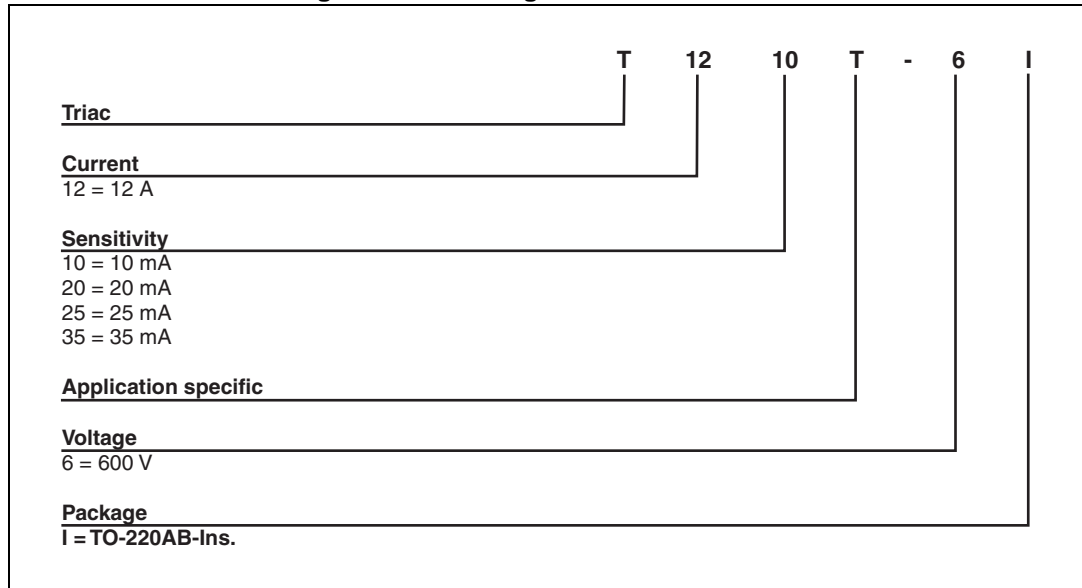 T 12 10 T - 6 I
Triac
Current
12 = 12 A
Sensitivity
10 = 10 mA
20 = 20 mA
25 = 25 mA
35 = 35 mA
Application specific
Voltage
6 = 600 V
Package
I = TO-220AB-Ins.